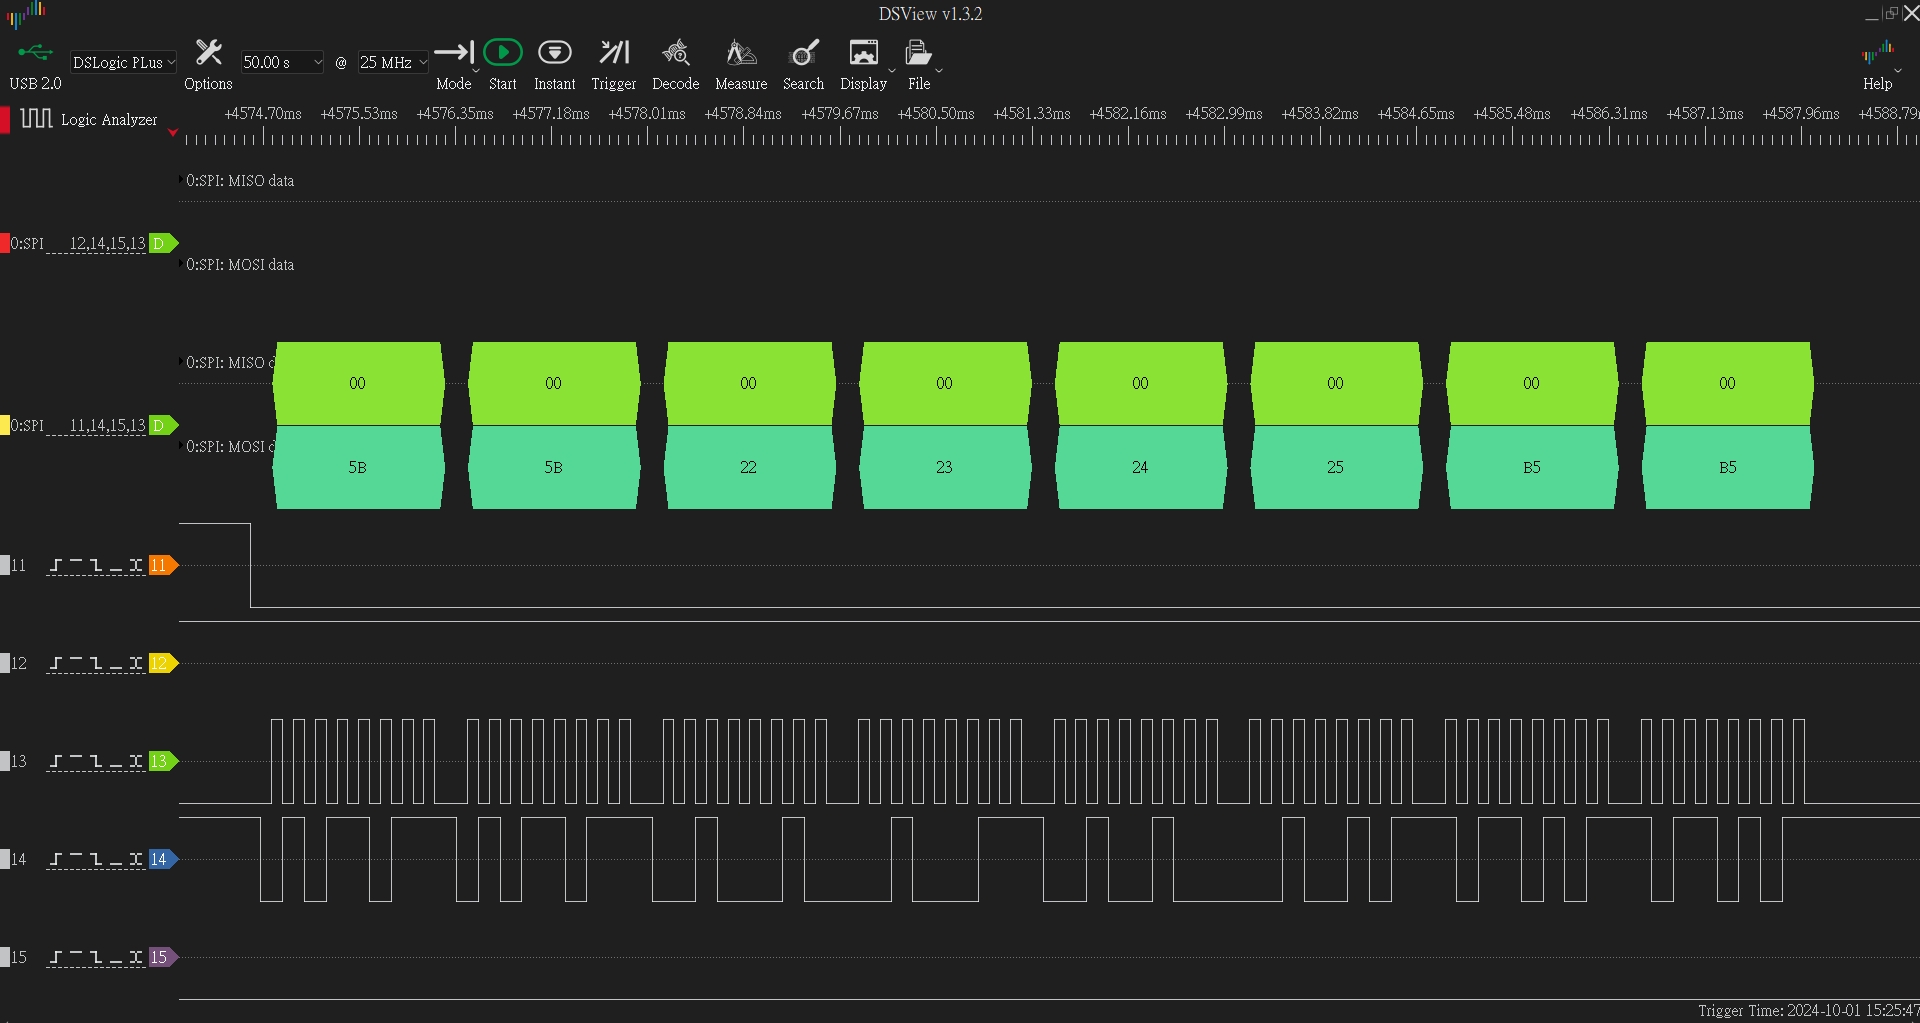 DSView v1.3.2
USB 2.0
DSLogic PLus
Options
50.00 s
@
25 MHz
Mode
Start
Instant
Trigger
Decode
Measure
Search
Display
File
Help
Logic Analyzer
+4574.70ms +4575.53ms +4576.35ms +4577.18ms +4578.01ms +4578.84ms +4579.67ms +4580.50ms +4581.33ms +4582.16ms +4582.99ms +4583.82ms +4584.65ms +4585.48ms +4586.31ms +4587.13ms +4587.96ms +4588.79
0:SPI: MISO data
0:SPI 12,14,15,13 D
0:SPI: MOSI data
0:SPI: MISO d
00 00 00 00 00 00 00 00
0:SPI 11,14,15,13 D
0:SPI: MOSI d
5B 5B 22 23 24 25 B5 B5
11 11
12 12
13 13
14 14
15 15
Trigger Time: 2024-10-01 15:25:47